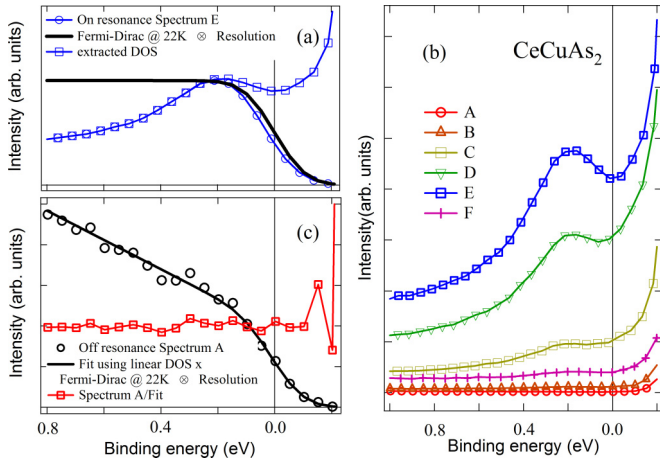 On resonance Spectrum E
Fermi-Dirac @ 22K ⊗ Resolution
extracted DOS
(a)
Intensity (arb. units)
(c)
Intensity (arb. units)
Off resonance Spectrum A
Fit using linear DOS x
Fermi-Dirac @ 22K ⊗ Resolution
Spectrum A/Fit
0.8 0.4 0.0
Binding energy (eV)
(b)
CeCuAs2
A
B
C
D
E
F
Intensity(arb. units)
0.8 0.4 0.0
Binding energy (eV)